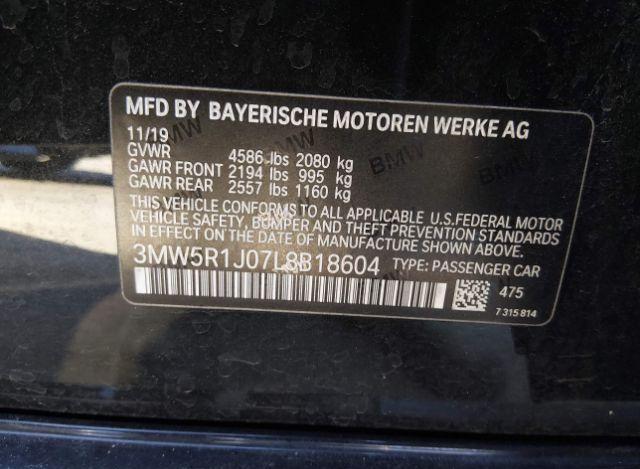 MFD BY BAYERISCHE MOTOREN WERKE AG
11/19
GVWR 4586 lbs 2080 kg
GAWR FRONT 2194 lbs 995 kg
GAWR REAR 2557 lbs 1160 kg
THIS VEHICLE CONFORMS TO ALL APPLICABLE U.S.FEDERAL MOTOR
VEHICLE SAFETY, BUMPER AND THEFT PREVENTION STANDARDS
IN EFFECT ON THE DATE OF MANUFACTURE SHOWN ABOVE.
3MW5R1J07L8B18604 TYPE: PASSENGER CAR
475
7 315 814
BMW
BMW